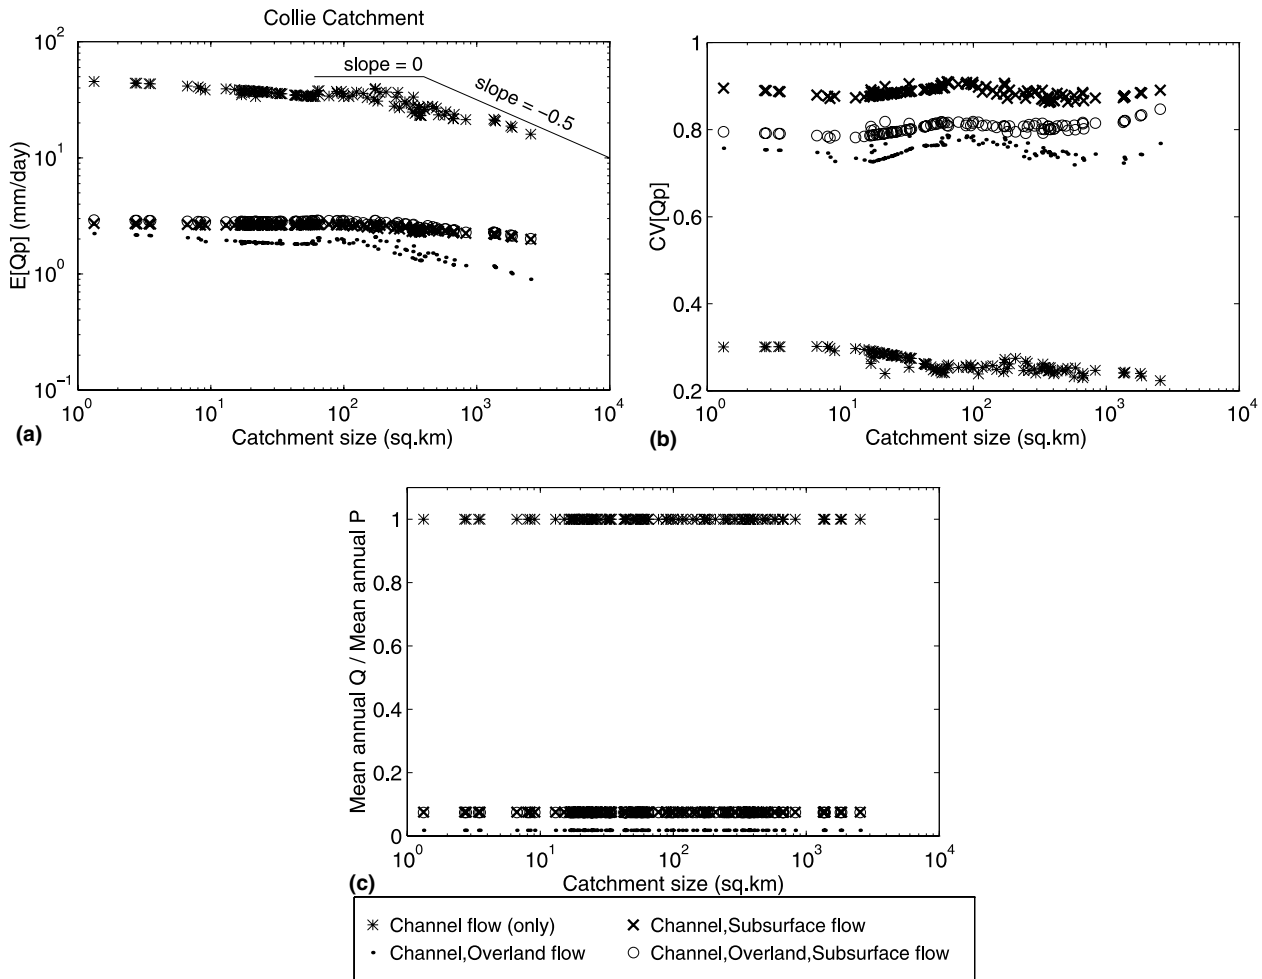 Collie Catchment
10^2
10^1
10^0
10^−1
E[Qp] (mm/day)
slope = 0
slope = −0.5
10^0
10^1
10^2
10^3
10^4
(a)
Catchment size (sq.km)
1
0.8
0.6
0.4
0.2
CV[Qp]
10^0
10^1
10^2
10^3
10^4
(b)
Catchment size (sq.km)
1
0.8
0.6
0.4
0.2
0
Mean annual Q / Mean annual P
10^0
10^1
10^2
10^3
10^4
(c)
Catchment size (sq.km)
Channel flow (only)
Channel,Subsurface flow
Channel,Overland flow
Channel,Overland,Subsurface flow